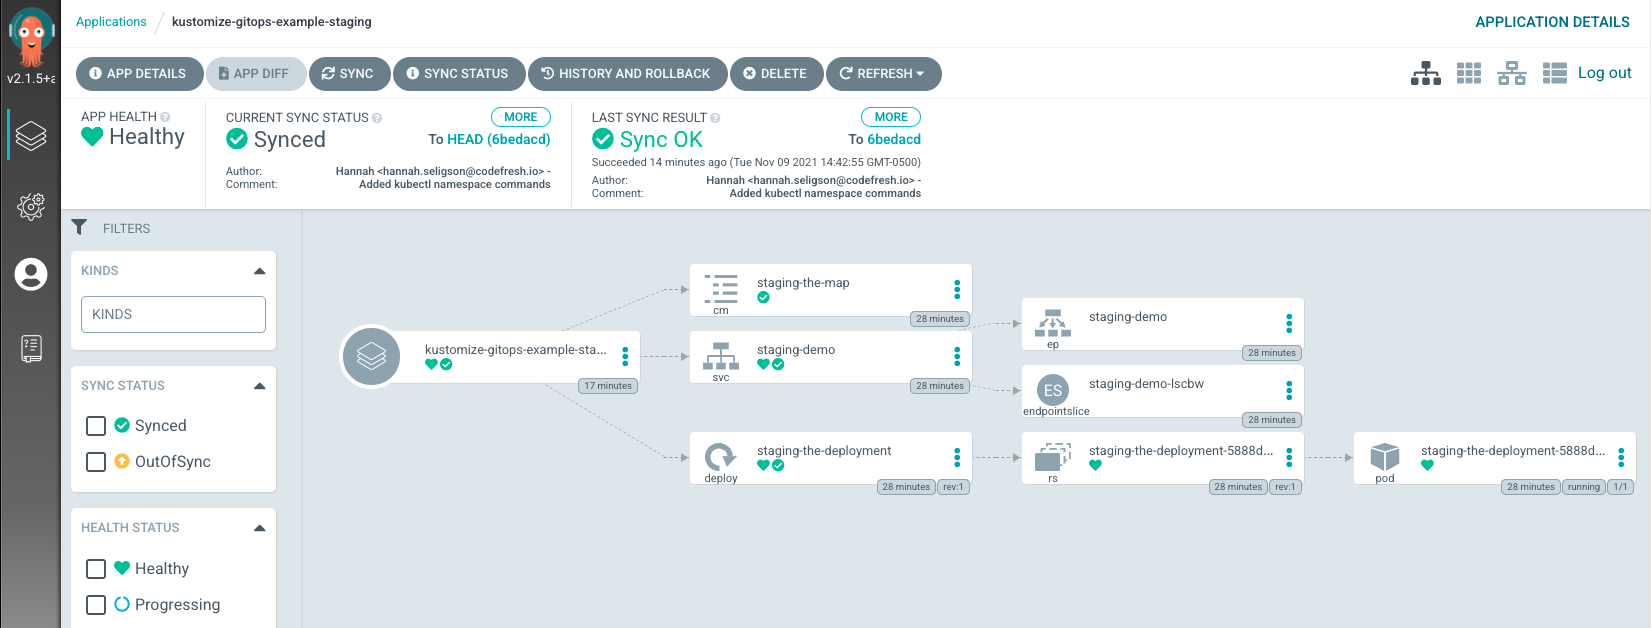 Applications / kustomize-gitops-example-staging
APPLICATION DETAILS
v2.1.5+a
APP DETAILS
APP DIFF
SYNC
SYNC STATUS
HISTORY AND ROLLBACK
DELETE
REFRESH
Log out
APP HEALTH
Healthy
CURRENT SYNC STATUS
MORE
Synced
To HEAD (6bedacd)
Author: Hannah <hannah.seligson@codefresh.io> -
Comment: Added kubectl namespace commands
LAST SYNC RESULT
MORE
Sync OK
To 6bedacd
Succeeded 14 minutes ago (Tue Nov 09 2021 14:42:55 GMT-0500)
Author: Hannah <hannah.seligson@codefresh.io> -
Comment: Added kubectl namespace commands
FILTERS
KINDS
KINDS
SYNC STATUS
Synced
OutOfSync
HEALTH STATUS
Healthy
Progressing
kustomize-gitops-example-sta...
17 minutes
staging-the-map
cm
28 minutes
staging-demo
svc
28 minutes
staging-the-deployment
deploy
28 minutes
rev:1
staging-demo
ep
28 minutes
ES
staging-demo-lscbw
endpointslice
28 minutes
staging-the-deployment-5888d...
rs
28 minutes
rev:1
staging-the-deployment-5888d...
pod
28 minutes
running
1/1